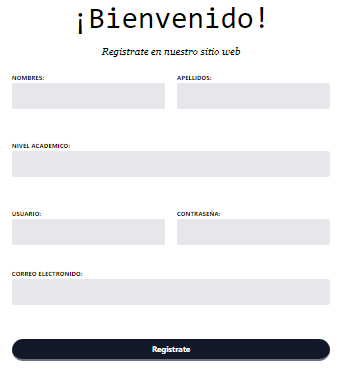 ¡Bienvenido!
Registrate en nuestro sitio web
NOMBRES: APELLIDOS:
NIVEL ACADEMICO:
USUARIO: CONTRASEÑA:
CORREO ELECTRONIDO:
Registrate